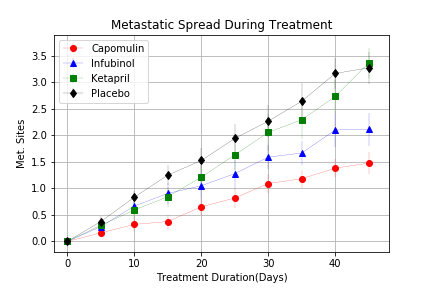 Metastatic Spread During Treatment
3.5
3.0
2.5
2.0
1.5
1.0
0.5
0.0
Met. Sites
Capomulin
Infubinol
Ketapril
Placebo
0
10
20
30
40
Treatment Duration(Days)